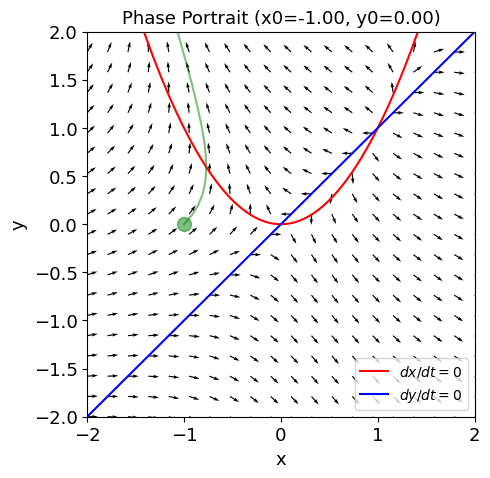 Phase Portrait (x0=-1.00, y0=0.00)
2.0
1.5
1.0
0.5
0.0
−0.5
−1.0
−1.5
−2.0
y
−2
−1
0
1
2
x
dx/dt = 0
dy/dt = 0